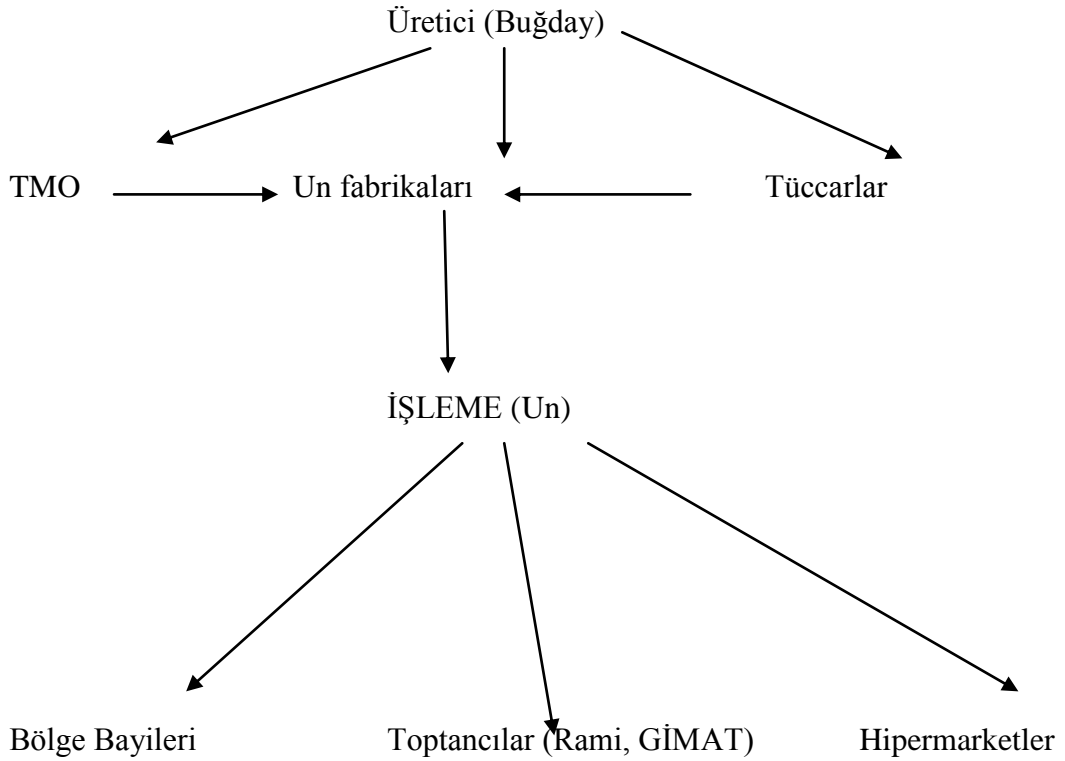 Üretici (Buğday)
TMO Un fabrikaları Tüccarlar
İŞLEME (Un)
Bölge Bayileri Toptancılar (Rami, GİMAT) Hipermarketler